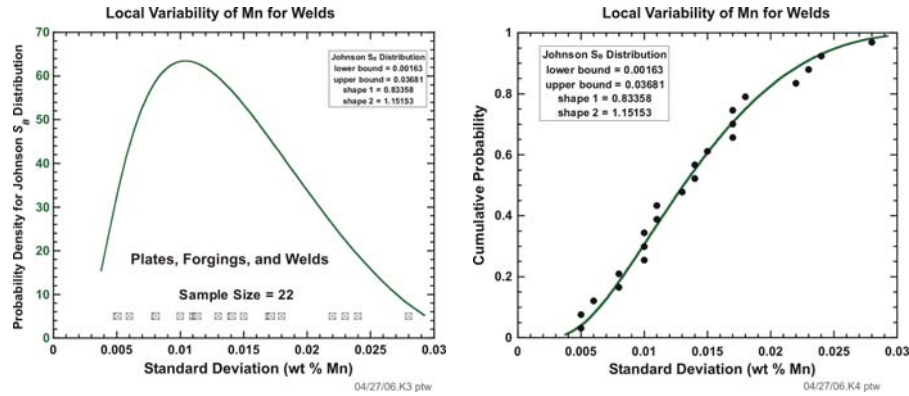 Local Variability of Mn for Welds
Probability Density for Johnson S_B Distribution
70
60
50
40
30
20
10
0
Johnson S_B Distribution
lower bound = 0.00163
upper bound = 0.03681
shape 1 = 0.83358
shape 2 = 1.15153
Plates, Forgings, and Welds
Sample Size = 22
0 0.005 0.01 0.015 0.02 0.025 0.03
Standard Deviation (wt % Mn)
04/27/06.K3 ptw
Local Variability of Mn for Welds
Cumulative Probability
1
0.8
0.6
0.4
0.2
0
Johnson S_B Distribution
lower bound = 0.00163
upper bound = 0.03681
shape 1 = 0.83358
shape 2 = 1.15153
0 0.005 0.01 0.015 0.02 0.025 0.03
Standard Deviation (wt % Mn)
04/27/06.K4 ptw